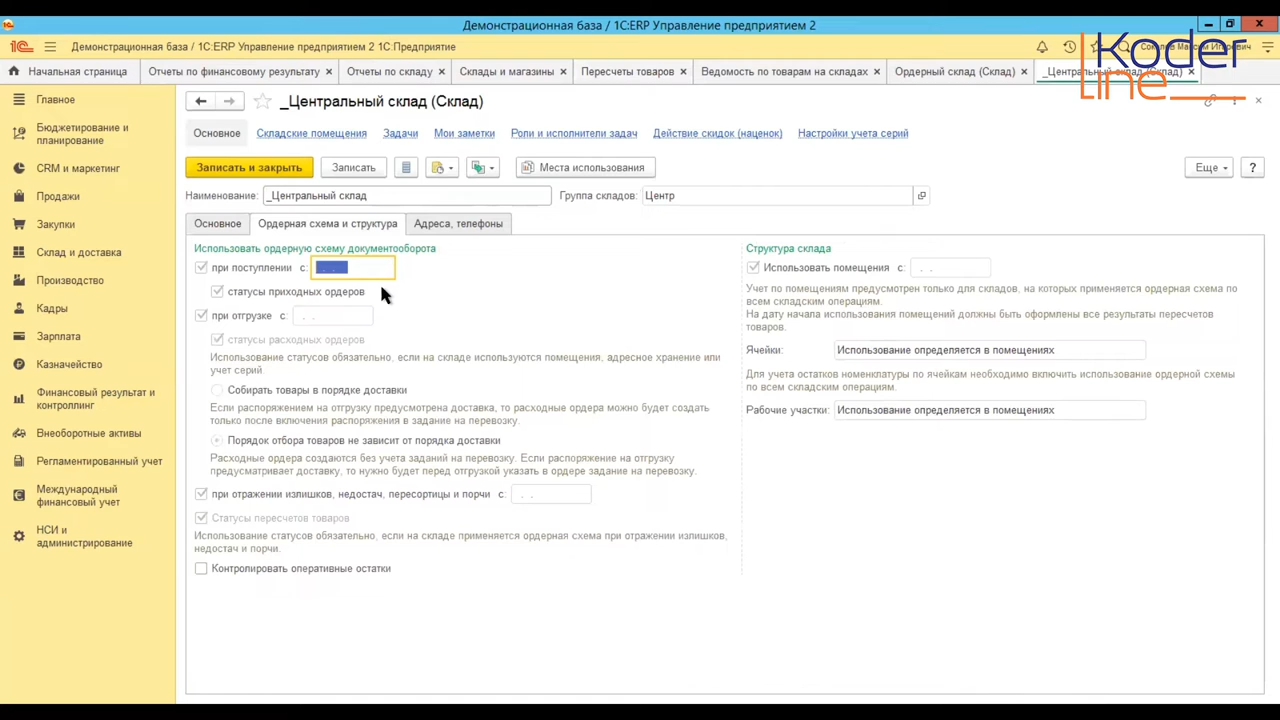 Демонстрационная база / 1С:ERP Управление предприятием 2
1С Демонстрационная база / 1С:ERP Управление предприятием 2 1С:Предприятие
Koder
Line
Начальная страница
Отчеты по финансовому результату
Отчеты по складу
Склады и магазины
Пересчеты товаров
Ведомость по товарам на складах
Ордерный склад (Склад)
_Центральный склад (Склад)
Главное
Бюджетирование и
планирование
CRM и маркетинг
Продажи
Закупки
Склад и доставка
Производство
Кадры
Зарплата
Казначейство
Финансовый результат и
контроллинг
Внеоборотные активы
Регламентированный учет
Международный
финансовый учет
НСИ и
администрирование
_Центральный склад (Склад)
Основное Складские помещения Задачи Мои заметки Роли и исполнители задач Действие скидок (наценок) Настройки учета серий
Записать и закрыть Записать Места использования Еще ?
Наименование: _Центральный склад Группа складов: Центр
Основное Ордерная схема и структура Адреса, телефоны
Использовать ордерную схему документооборота
при поступлении с: . .
статусы приходных ордеров
при отгрузке с: . .
статусы расходных ордеров
Использование статусов обязательно, если на складе используются помещения, адресное хранение или
учет серий.
Собирать товары в порядке доставки
Если распоряжением на отгрузку предусмотрена доставка, то расходные ордера можно будет создать
только после включения распоряжения в задание на перевозку.
Порядок отбора товаров не зависит от порядка доставки
Расходные ордера создаются без учета заданий на перевозку. Если распоряжение на отгрузку
предусматривает доставку, то нужно будет перед отгрузкой указать в ордере задание на перевозку.
при отражении излишков, недостач, пересортицы и порчи с: . .
Статусы пересчетов товаров
Использование статусов обязательно, если на складе применяется ордерная схема при отражении излишков,
недостач и порчи.
Контролировать оперативные остатки
Структура склада
Использовать помещения с: . .
Учет по помещениям предусмотрен только для складов, на которых применяется ордерная схема по
всем складским операциям.
На дату начала использования помещений должны быть оформлены все результаты пересчетов
товаров.
Ячейки: Использование определяется в помещениях
Для учета остатков номенклатуры по ячейкам необходимо включить использование ордерной схемы
по всем складским операциям.
Рабочие участки: Использование определяется в помещениях